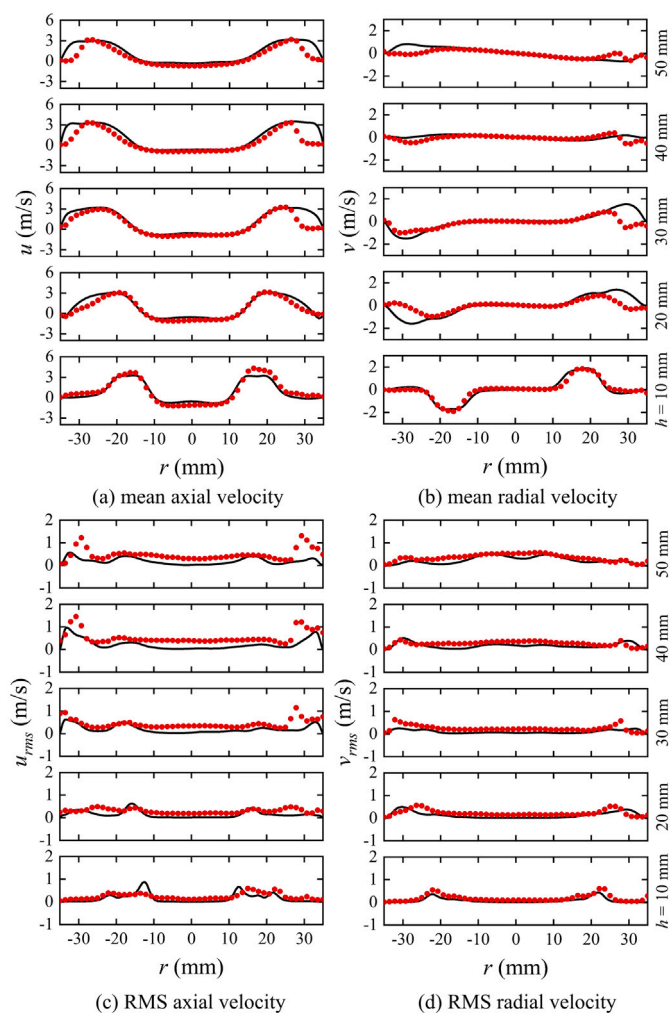 6
3
0
-3
6
3
0
-3
6
3
0
-3
6
3
0
-3
6
3
0
-3
u (m/s)
-30 -20 -10 0 10 20 30
r (mm)
(a) mean axial velocity
2
0
-2
2
0
-2
2
0
-2
2
0
-2
2
0
-2
v (m/s)
50 mm
40 mm
30 mm
20 mm
h = 10 mm
-30 -20 -10 0 10 20 30
r (mm)
(b) mean radial velocity
2
1
0
-1
2
1
0
-1
2
1
0
-1
2
1
0
-1
2
1
0
-1
u_rms (m/s)
-30 -20 -10 0 10 20 30
r (mm)
(c) RMS axial velocity
2
1
0
-1
2
1
0
-1
2
1
0
-1
2
1
0
-1
2
1
0
-1
v_rms (m/s)
50 mm
40 mm
30 mm
20 mm
h = 10 mm
-30 -20 -10 0 10 20 30
r (mm)
(d) RMS radial velocity